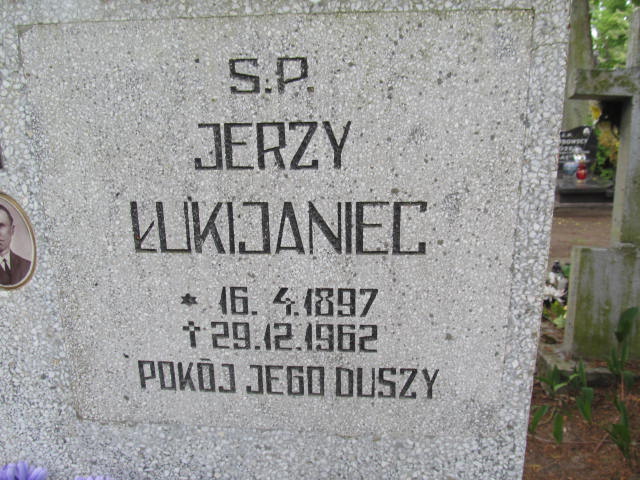 Ś.P.
JERZY
ŁUKIJANIEC
* 16. 4.1897
✝ 29.12.1962
POKÓJ JEGO DUSZY